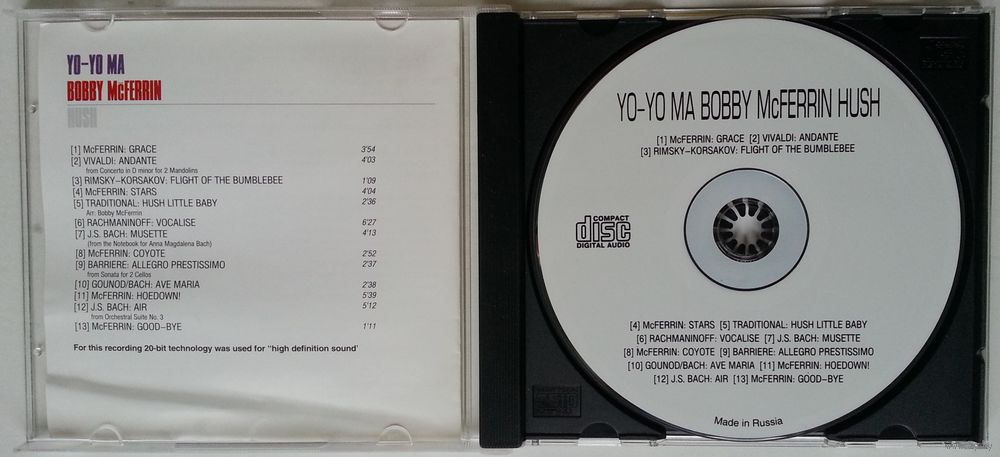 YO-YO MA
BOBBY McFERRIN
HUSH
[1] McFERRIN: GRACE 3'54
[2] VIVALDI: ANDANTE 4'03
from Concerto in D minor for 2 Mandolins
[3] RIMSKY-KORSAKOV: FLIGHT OF THE BUMBLEBEE 1'09
[4] McFERRIN: STARS 4'04
[5] TRADITIONAL: HUSH LITTLE BABY 2'36
Arr: Bobby McFerrin
[6] RACHMANINOFF: VOCALISE 6'27
[7] J.S. BACH: MUSETTE 4'13
(from the Notebook for Anna Magdalena Bach)
[8] McFERRIN: COYOTE 2'52
[9] BARRIERE: ALLEGRO PRESTISSIMO 2'37
from Sonata for 2 Cellos
[10] GOUNOD/BACH: AVE MARIA 2'38
[11] McFERRIN: HOEDOWN! 5'39
[12] J.S. BACH: AIR 5'12
from Orchestral Suite No. 3
[13] McFERRIN: GOOD-BYE 1'11
For this recording 20-bit technology was used for "high definition sound'
YO-YO MA BOBBY McFERRIN HUSH
[1] McFERRIN: GRACE [2] VIVALDI: ANDANTE
[3] RIMSKY-KORSAKOV: FLIGHT OF THE BUMBLEBEE
COMPACT
disc
DIGITAL AUDIO
[4] McFERRIN: STARS [5] TRADITIONAL: HUSH LITTLE BABY
[6] RACHMANINOFF: VOCALISE [7] J.S. BACH: MUSETTE
[8] McFERRIN: COYOTE [9] BARRIERE: ALLEGRO PRESTISSIMO
[10] GOUNOD/BACH: AVE MARIA [11] McFERRIN: HOEDOWN!
[12] J.S. BACH: AIR [13] McFERRIN: GOOD-BYE
Made in Russia